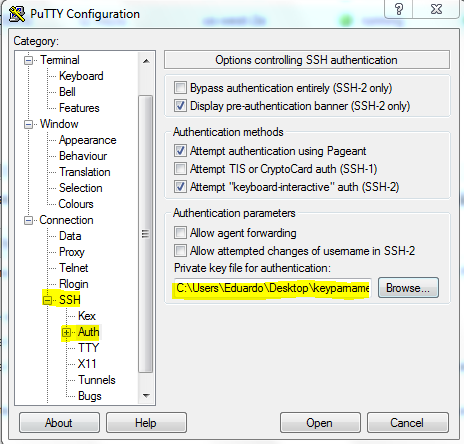 PuTTY Configuration
?
Category:
Terminal
Keyboard
Bell
Features
Window
Appearance
Behaviour
Translation
Selection
Colours
Connection
Data
Proxy
Telnet
Rlogin
SSH
Kex
Auth
TTY
X11
Tunnels
Bugs
Options controlling SSH authentication
Bypass authentication entirely (SSH-2 only)
Display pre-authentication banner (SSH-2 only)
Authentication methods
Attempt authentication using Pageant
Attempt TIS or CryptoCard auth (SSH-1)
Attempt "keyboard-interactive" auth (SSH-2)
Authentication parameters
Allow agent forwarding
Allow attempted changes of username in SSH-2
Private key file for authentication:
C:\Users\Eduardo\Desktop\keyparname
Browse...
About
Help
Open
Cancel